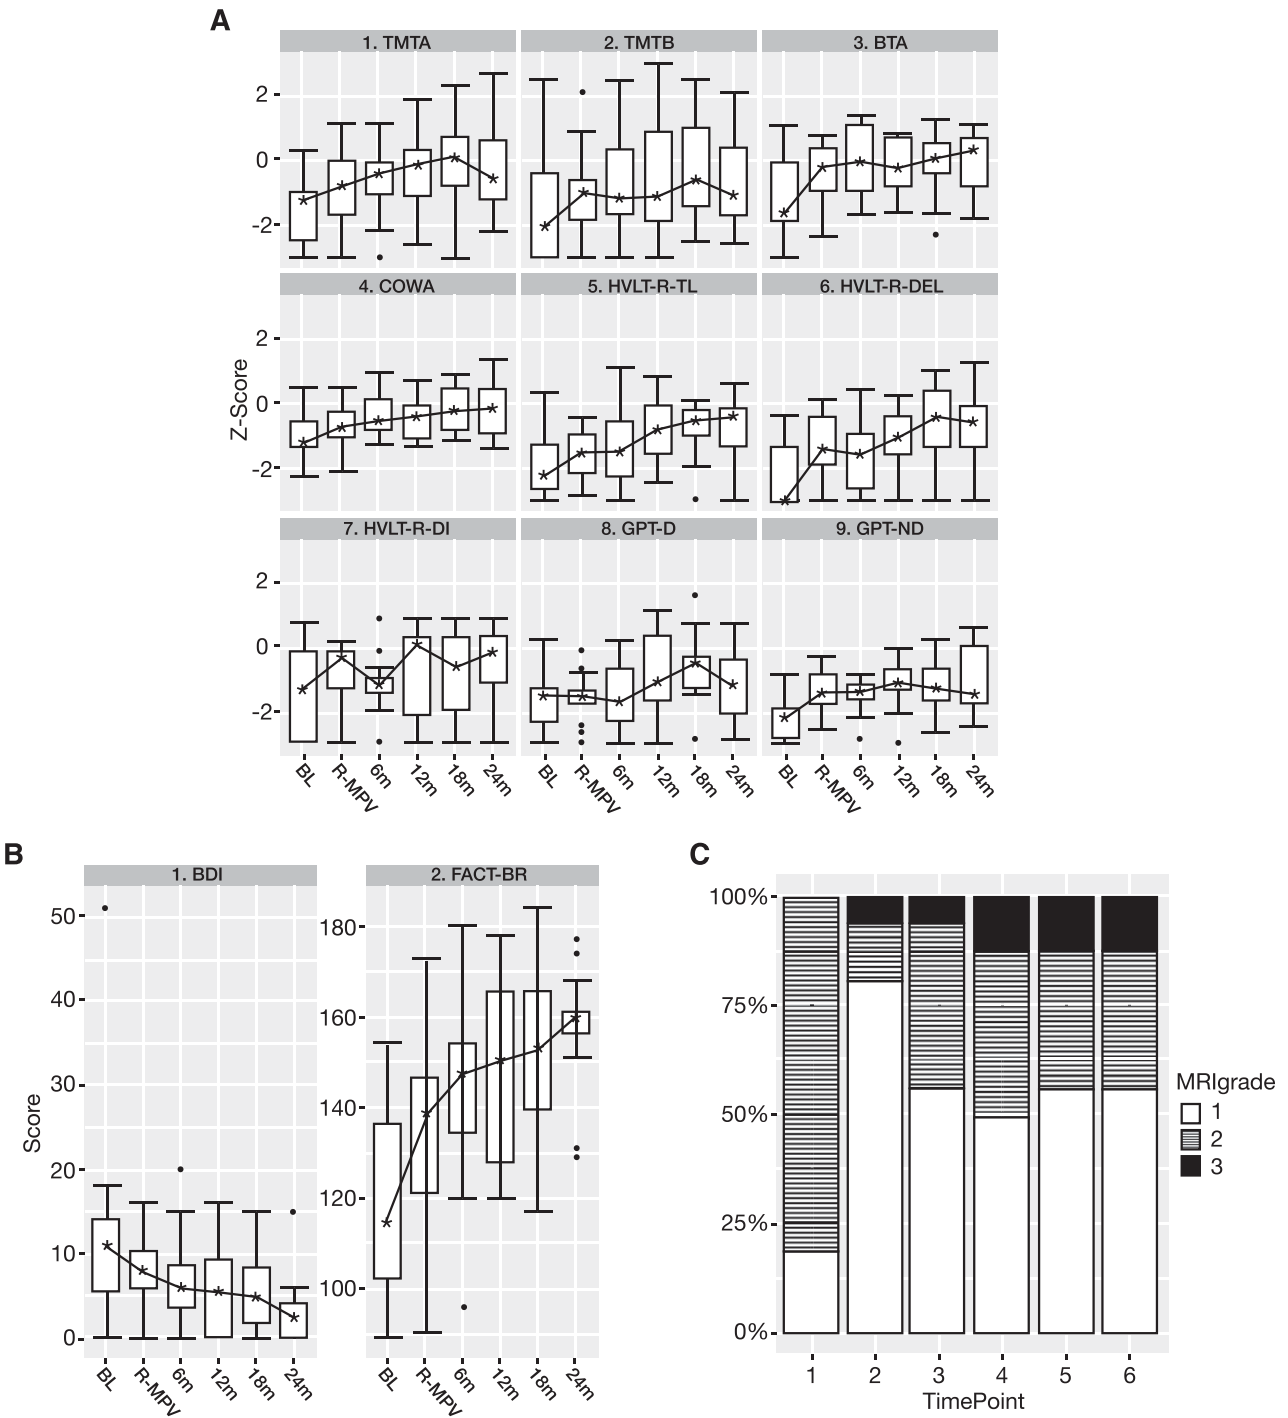 A
1. TMTA 2. TMTB 3. BTA
2
0
-2
4. COWA 5. HVLT-R-TL 6. HVLT-R-DEL
2
0
-2
Z-Score
7. HVLT-R-DI 8. GPT-D 9. GPT-ND
2
0
-2
BL R-MPV 6m 12m 18m 24m BL R-MPV 6m 12m 18m 24m BL R-MPV 6m 12m 18m 24m
B
1. BDI 2. FACT-BR
50
40
30
20
10
0
Score
180
160
140
120
100
BL R-MPV 6m 12m 18m 24m BL R-MPV 6m 12m 18m 24m
C
100%
75%
50%
25%
0%
1 2 3 4 5 6
TimePoint
MRIgrade
1
2
3